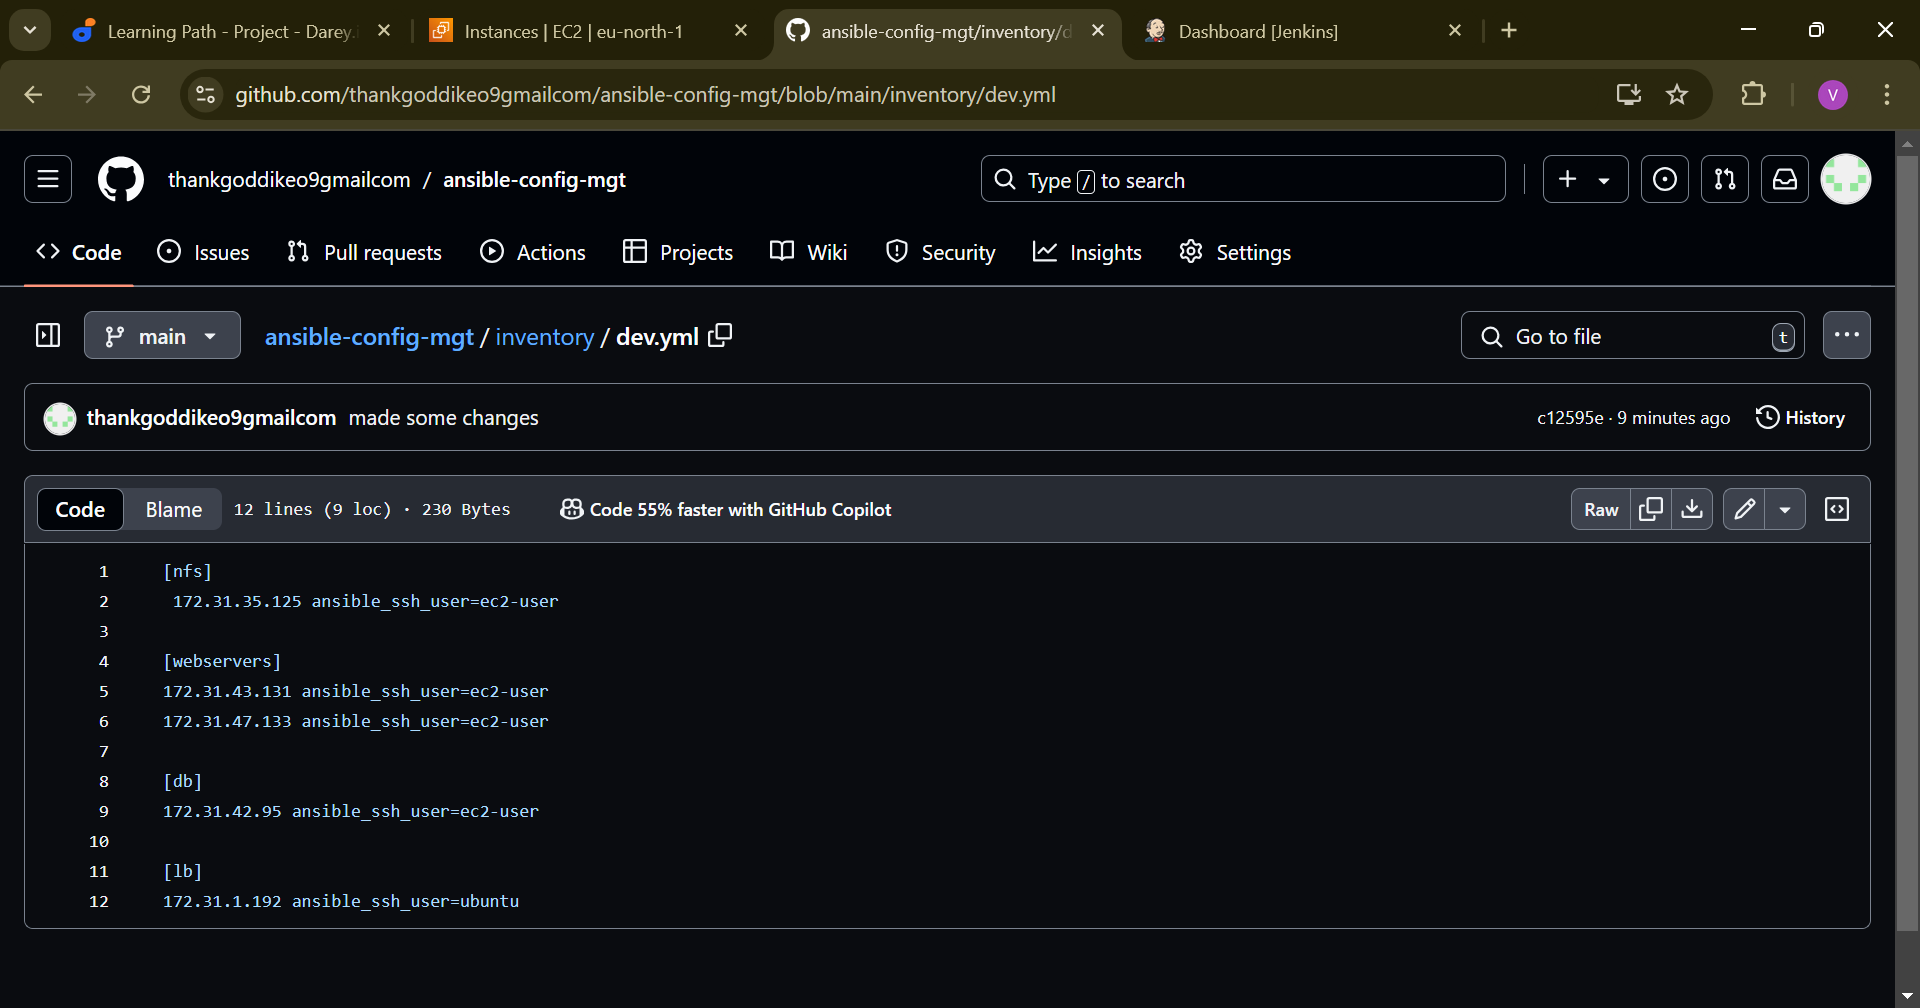 Learning Path - Project - Darey.i
Instances | EC2 | eu-north-1
ansible-config-mgt/inventory/d
Dashboard [Jenkins]
github.com/thankgoddikeo9gmailcom/ansible-config-mgt/blob/main/inventory/dev.yml
V
thankgoddikeo9gmailcom / ansible-config-mgt
Type / to search
Code
Issues
Pull requests
Actions
Projects
Wiki
Security
Insights
Settings
main
ansible-config-mgt / inventory / dev.yml
Go to file
t
thankgoddikeo9gmailcom made some changes
c12595e · 9 minutes ago
History
Code
Blame
12 lines (9 loc) · 230 Bytes
Code 55% faster with GitHub Copilot
Raw
1 [nfs]
2 172.31.35.125 ansible_ssh_user=ec2-user
3
4 [webservers]
5 172.31.43.131 ansible_ssh_user=ec2-user
6 172.31.47.133 ansible_ssh_user=ec2-user
7
8 [db]
9 172.31.42.95 ansible_ssh_user=ec2-user
10
11 [lb]
12 172.31.1.192 ansible_ssh_user=ubuntu